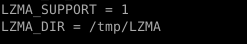 LZMA_SUPPORT = 1
LZMA_DIR = /tmp/LZMA